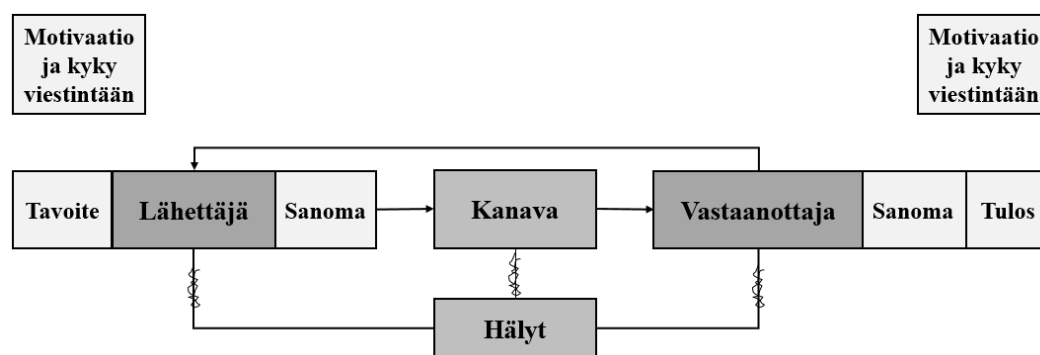 Motivaatio
ja kyky
viestintään
Motivaatio
ja kyky
viestintään
Tavoite
Lähettäjä
Sanoma
Kanava
Vastaanottaja
Sanoma
Tulos
Hälyt